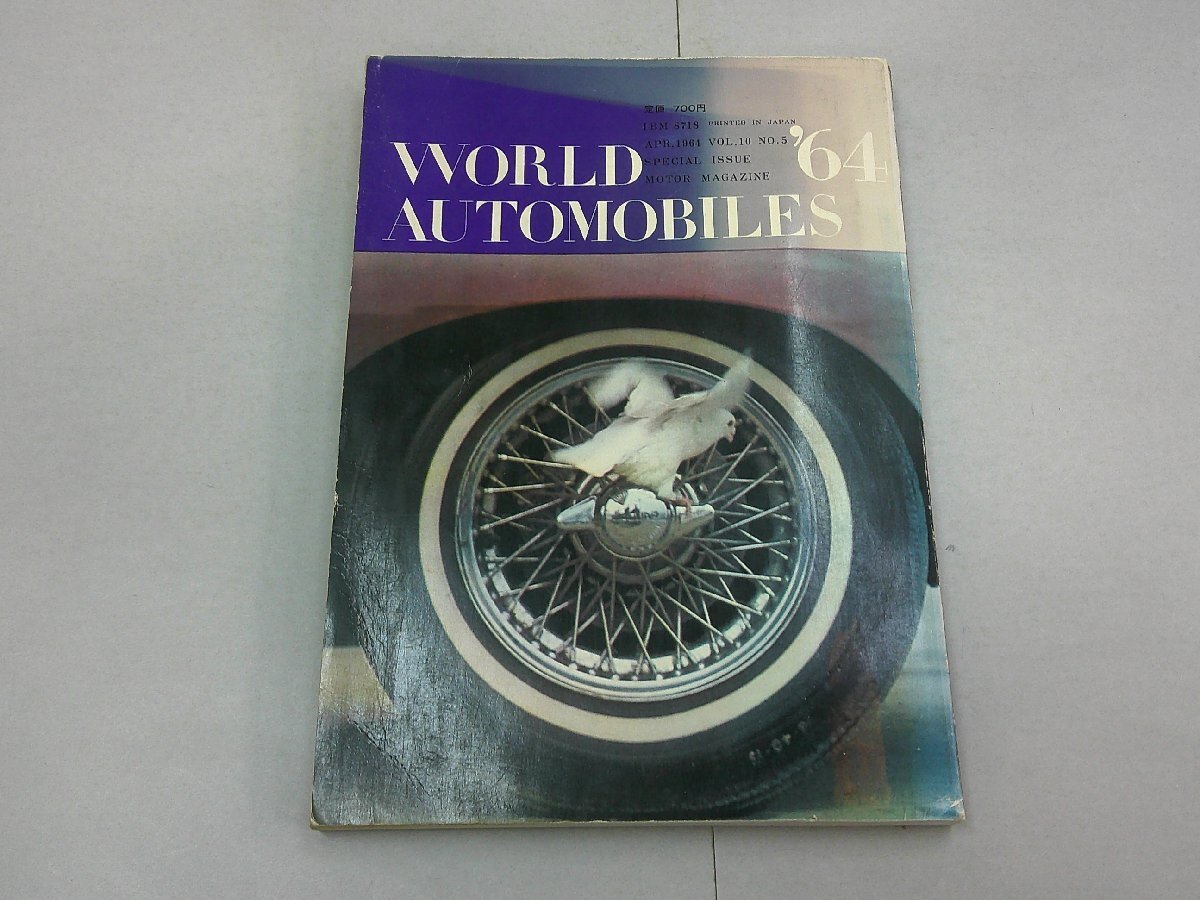 定価 700円
IBM 8718 PRINTED IN JAPAN
APR.1964 VOL.10 NO.5
SPECIAL ISSUE
MOTOR MAGAZINE
WORLD '64
AUTOMOBILES